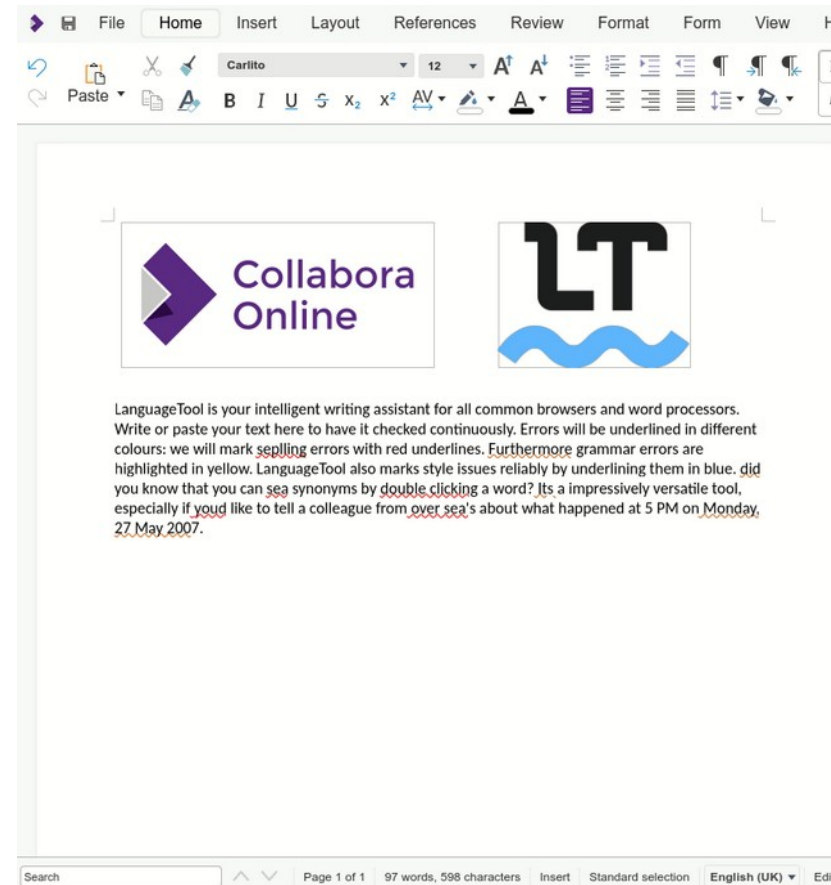 File Home Insert Layout References Review Format Form View
Carlito 12
Paste
Collabora
Online
LT
LanguageTool is your intelligent writing assistant for all common browsers and word processors.
Write or paste your text here to have it checked continuously. Errors will be underlined in different
colours: we will mark seplling errors with red underlines. Furthermore grammar errors are
highlighted in yellow. LanguageTool also marks style issues reliably by underlining them in blue. did
you know that you can sea synonyms by double clicking a word? Its a impressively versatile tool,
especially if youd like to tell a colleague from over sea's about what happened at 5 PM on Monday,
27 May 2007.
Search Page 1 of 1 97 words, 598 characters Insert Standard selection English (UK)